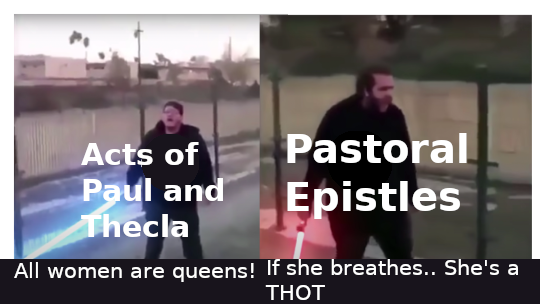 Acts of
Paul and
Thecla
Pastoral
Epistles
All women are queens!
If she breathes.. She's a
THOT